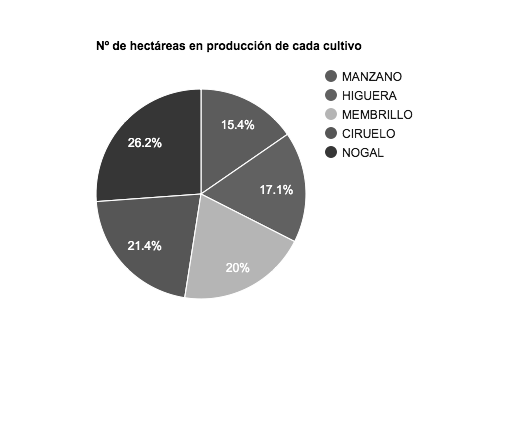 Nº de hectáreas en producción de cada cultivo
MANZANO
HIGUERA
MEMBRILLO
CIRUELO
NOGAL
15.4%
17.1%
20%
21.4%
26.2%